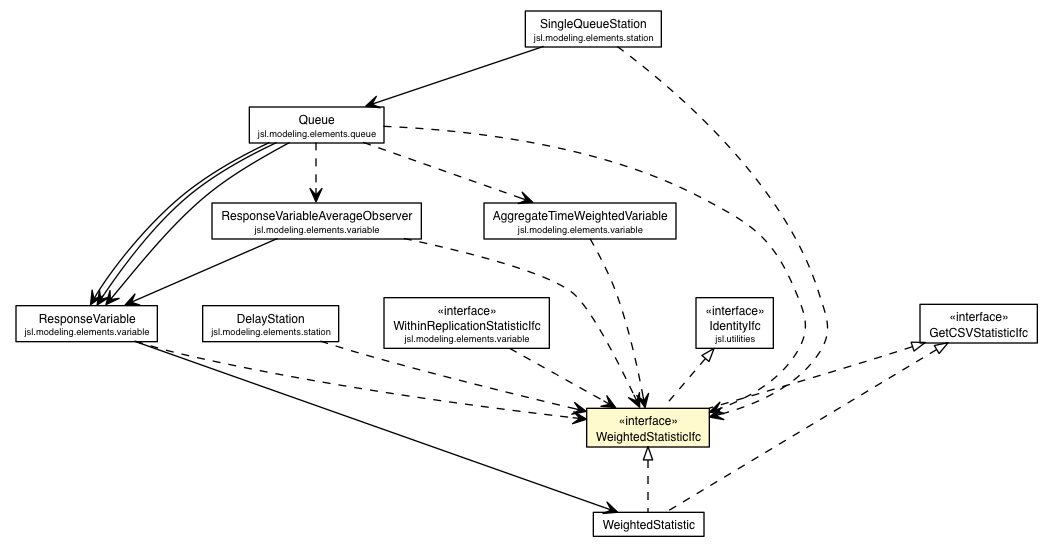 SingleQueueStation
jsl.modeling.elements.station
Queue
jsl.modeling.elements.queue
ResponseVariableAverageObserver
jsl.modeling.elements.variable
AggregateTimeWeightedVariable
jsl.modeling.elements.variable
ResponseVariable
jsl.modeling.elements.variable
DelayStation
jsl.modeling.elements.station
«interface»
WithinReplicationStatisticIfc
jsl.modeling.elements.variable
«interface»
IdentityIfc
jsl.utilities
«interface»
GetCSVStatisticIfc
«interface»
WeightedStatisticIfc
WeightedStatistic